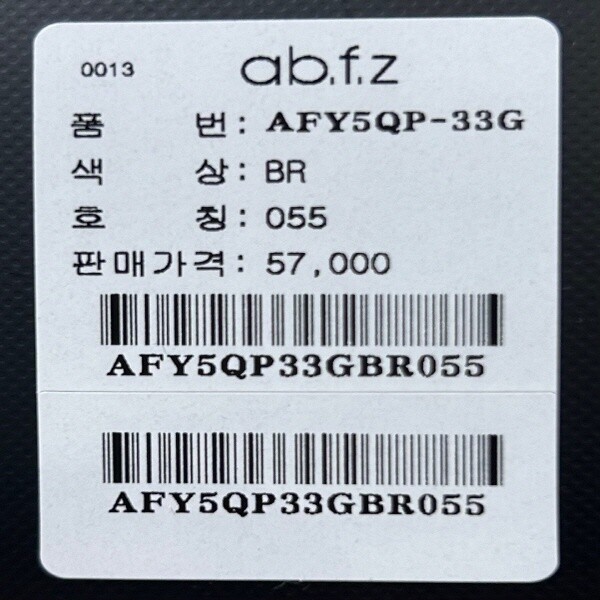 0013 ab.f.z
품 번: AFY5QP-33G
색 상: BR
호 칭: 055
판매가격: 57,000
AFY5QP33GBR055
AFY5QP33GBR055